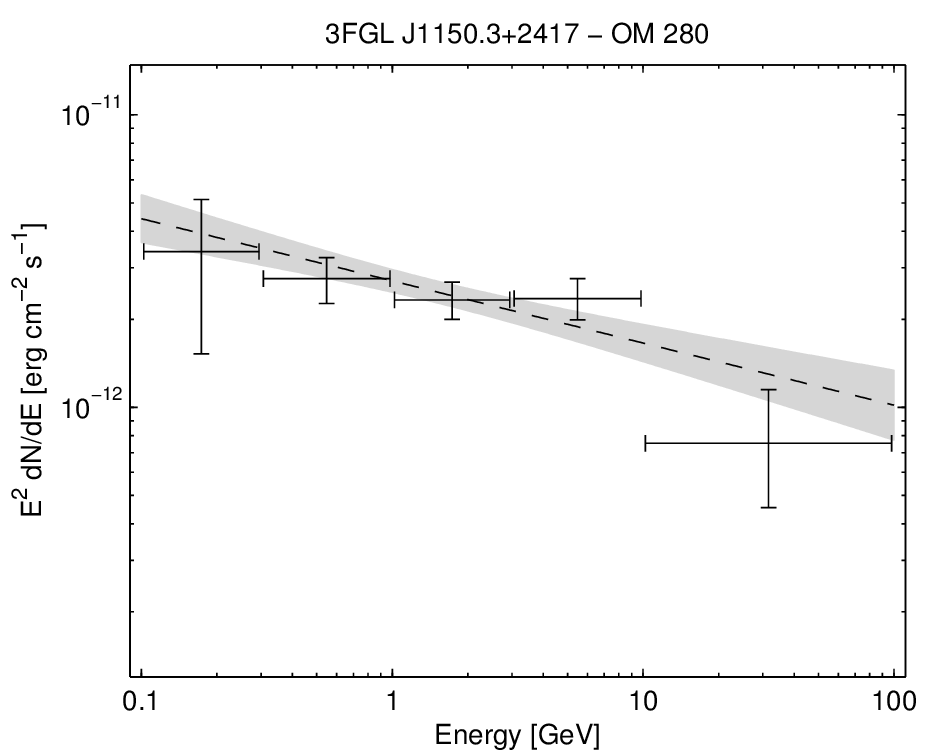 3FGL J1150.3+2417 – OM 280
10⁻¹¹
10⁻¹²
E² dN/dE [erg cm⁻² s⁻¹]
0.1 1 10 100
Energy [GeV]